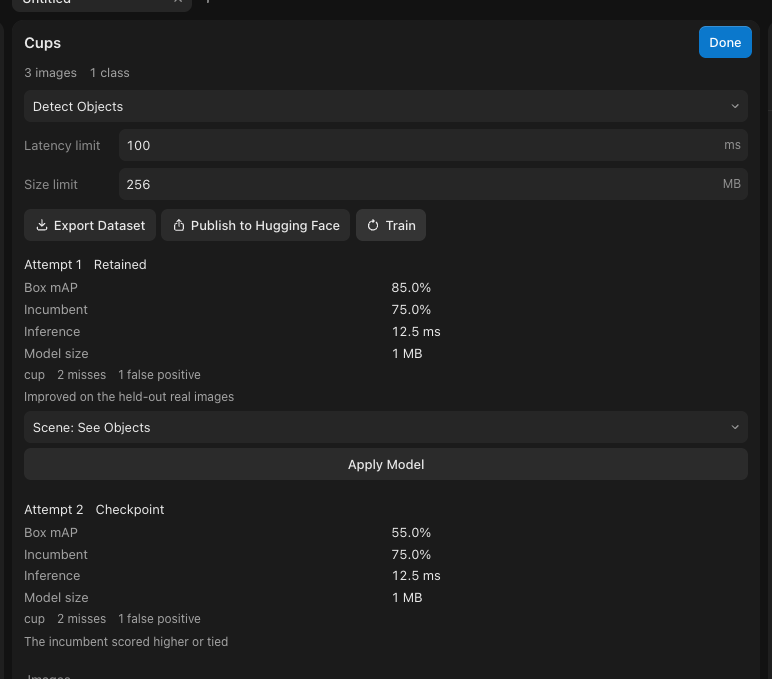 Untitled
Cups
Done
3 images 1 class
Detect Objects
Latency limit 100 ms
Size limit 256 MB
Export Dataset Publish to Hugging Face Train
Attempt 1 Retained
Box mAP 85.0%
Incumbent 75.0%
Inference 12.5 ms
Model size 1 MB
cup 2 misses 1 false positive
Improved on the held-out real images
Scene: See Objects
Apply Model
Attempt 2 Checkpoint
Box mAP 55.0%
Incumbent 75.0%
Inference 12.5 ms
Model size 1 MB
cup 2 misses 1 false positive
The incumbent scored higher or tied
Images